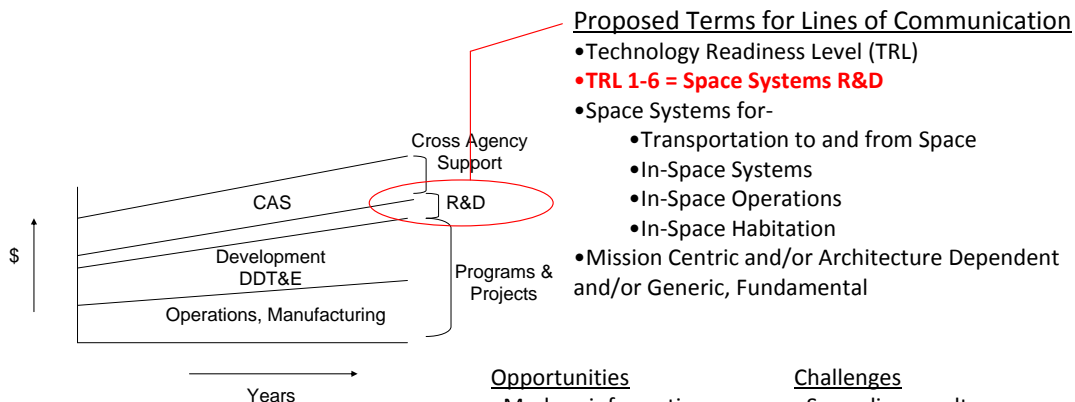 Proposed Terms for Lines of Communication
•Technology Readiness Level (TRL)
•TRL 1-6 = Space Systems R&D
•Space Systems for-
•Transportation to and from Space
•In-Space Systems
•In-Space Operations
•In-Space Habitation
•Mission Centric and/or Architecture Dependent
and/or Generic, Fundamental
Cross Agency
Support
CAS
R&D
$
Development
DDT&E
Programs &
Projects
Operations, Manufacturing
Years
Opportunities
Challenges